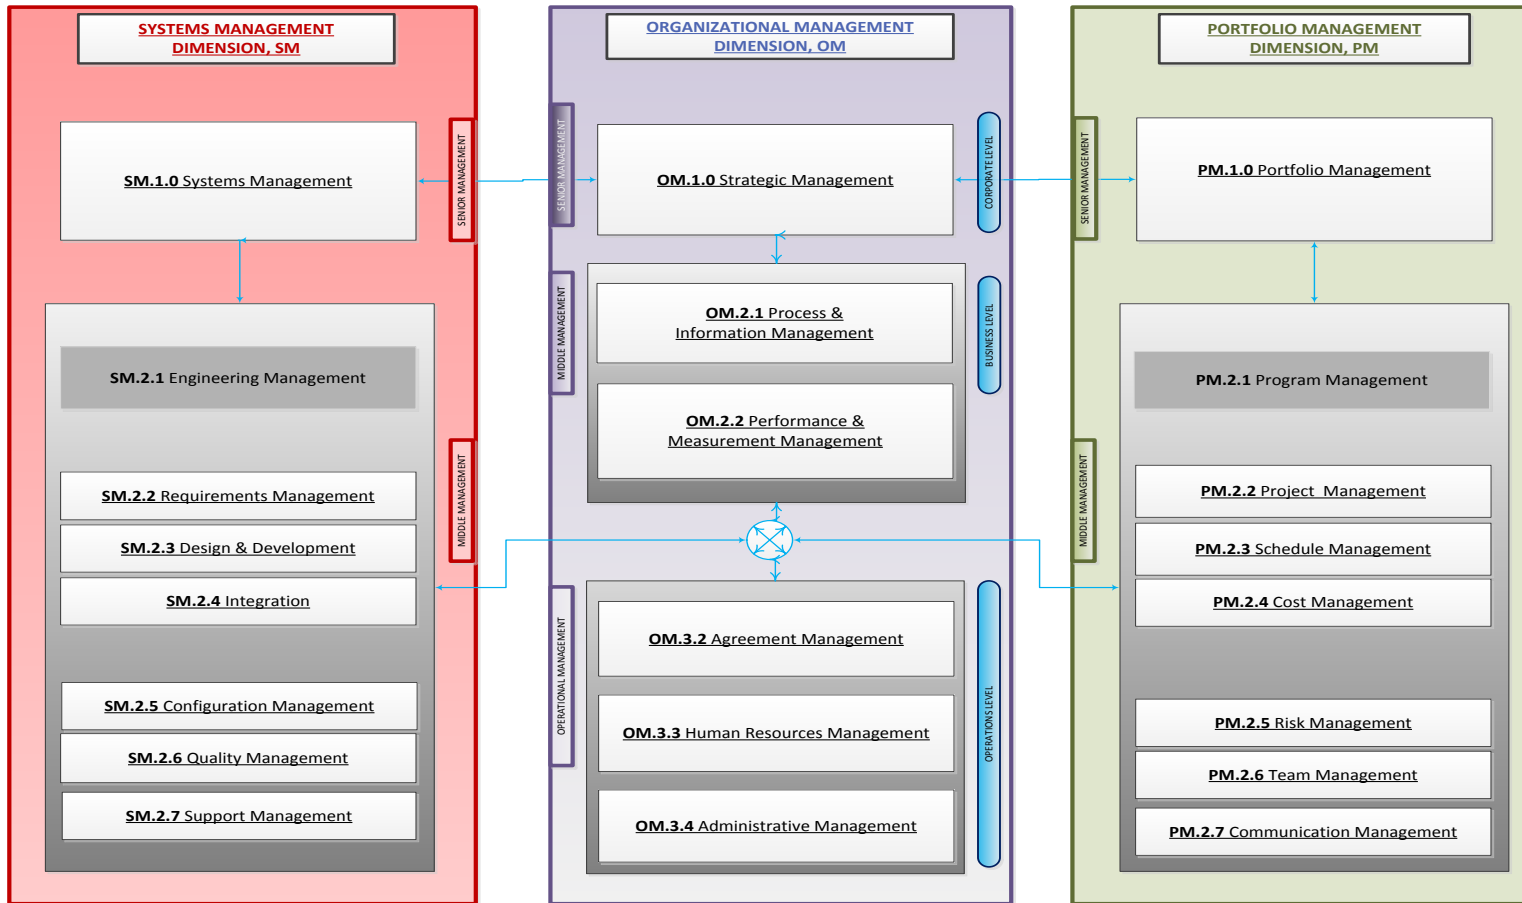 SYSTEMS MANAGEMENT
DIMENSION, SM
SENIOR MANAGEMENT
SM.1.0 Systems Management
SM.2.1 Engineering Management
MIDDLE MANAGEMENT
SM.2.2 Requirements Management
SM.2.3 Design & Development
SM.2.4 Integration
SM.2.5 Configuration Management
SM.2.6 Quality Management
SM.2.7 Support Management
ORGANIZATIONAL MANAGEMENT
DIMENSION, OM
SENIOR MANAGEMENT
OM.1.0 Strategic Management
CORPORATE LEVEL
MIDDLE MANAGEMENT
OM.2.1 Process &
Information Management
BUSINESS LEVEL
OM.2.2 Performance &
Measurement Management
OPERATIONAL MANAGEMENT
OM.3.2 Agreement Management
OM.3.3 Human Resources Management
OPERATIONS LEVEL
OM.3.4 Administrative Management
PORTFOLIO MANAGEMENT
DIMENSION, PM
SENIOR MANAGEMENT
PM.1.0 Portfolio Management
PM.2.1 Program Management
MIDDLE MANAGEMENT
PM.2.2 Project  Management
PM.2.3 Schedule Management
PM.2.4 Cost Management
PM.2.5 Risk Management
PM.2.6 Team Management
PM.2.7 Communication Management